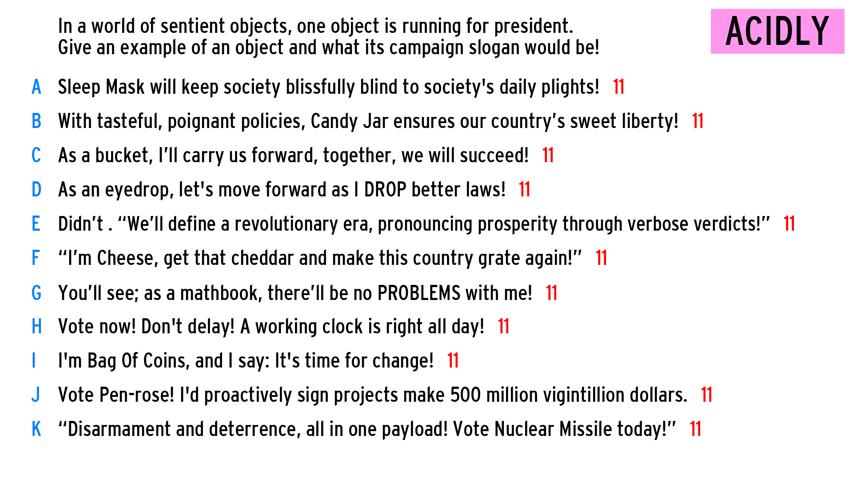 In a world of sentient objects, one object is running for president.
Give an example of an object and what its campaign slogan would be!
ACIDLY
A Sleep Mask will keep society blissfully blind to society's daily plights! 11
B With tasteful, poignant policies, Candy Jar ensures our country’s sweet liberty! 11
C As a bucket, I’ll carry us forward, together, we will succeed! 11
D As an eyedrop, let's move forward as I DROP better laws! 11
E Didn’t . “We’ll define a revolutionary era, pronouncing prosperity through verbose verdicts!” 11
F “I’m Cheese, get that cheddar and make this country grate again!” 11
G You’ll see; as a mathbook, there’ll be no PROBLEMS with me! 11
H Vote now! Don't delay! A working clock is right all day! 11
I I'm Bag Of Coins, and I say: It's time for change! 11
J Vote Pen-rose! I'd proactively sign projects make 500 million vigintillion dollars. 11
K “Disarmament and deterrence, all in one payload! Vote Nuclear Missile today!” 11